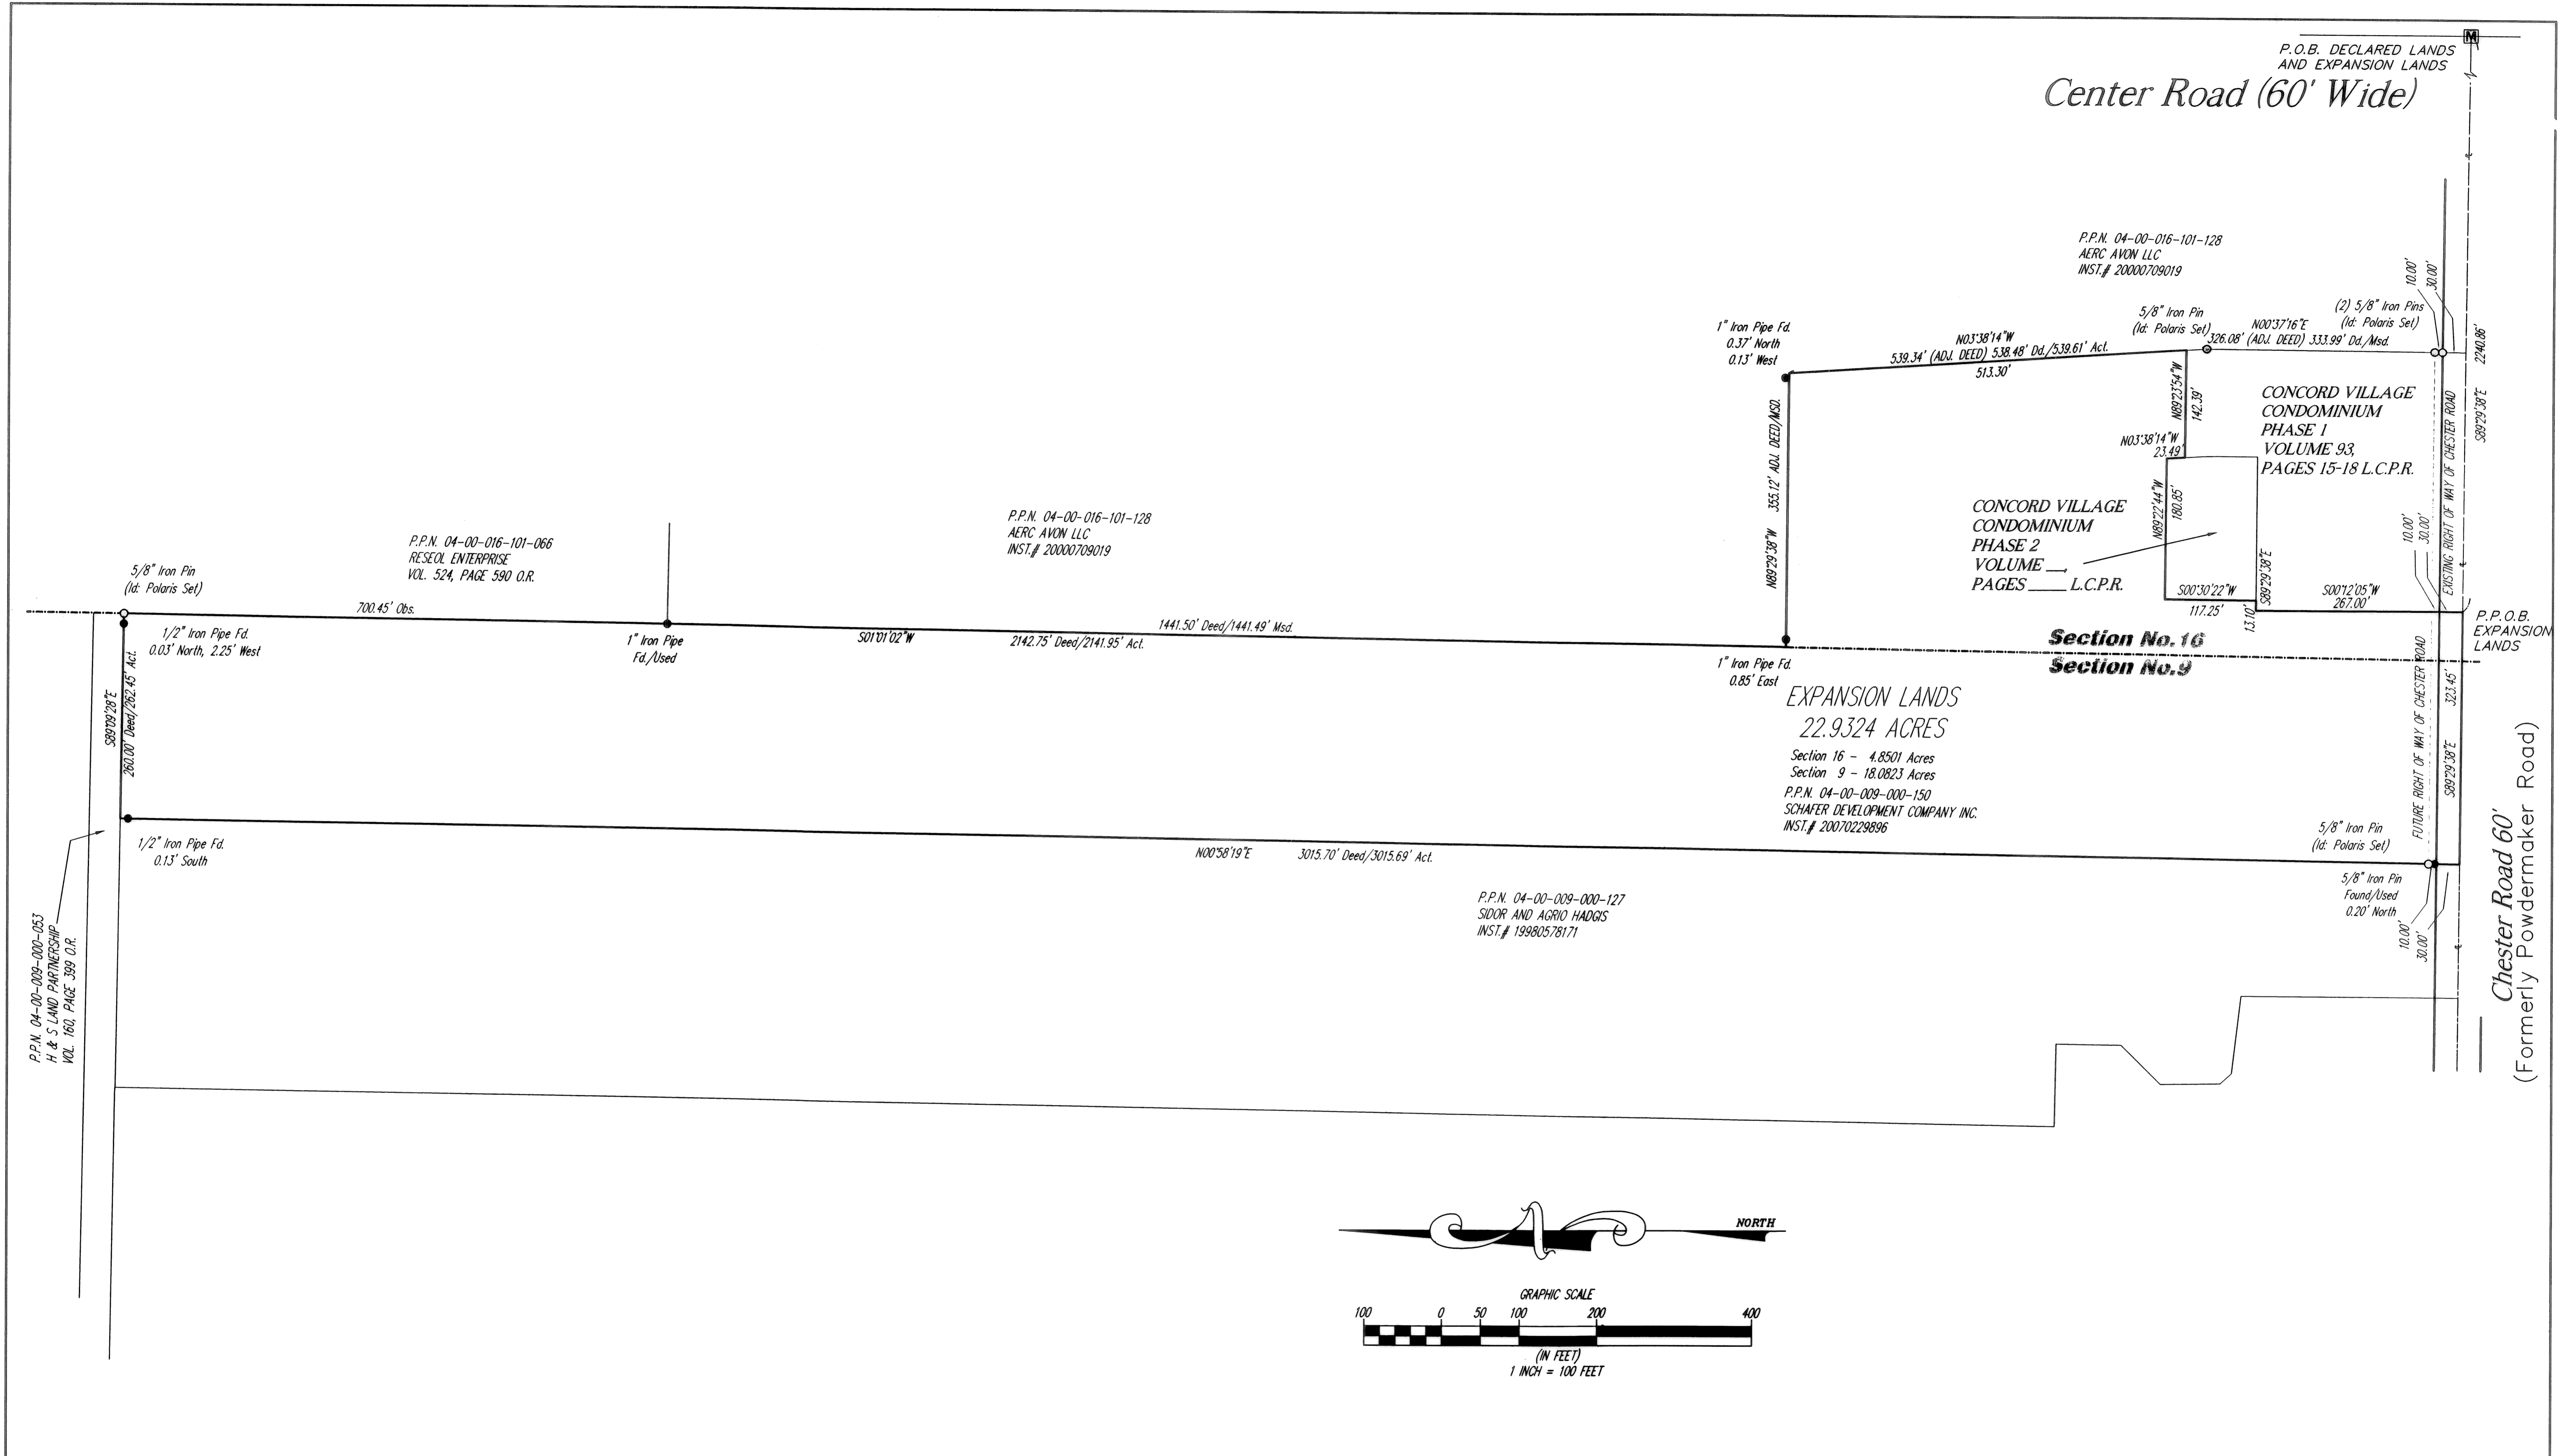 P.O.B. DECLARED LANDS
AND EXPANSION LANDS
M
Center Road (60' Wide)
P.P.N. 04-00-016-101-128
AERC AVON LLC
INST.# 20000709019
10.00'
30.00'
5/8" Iron Pin
(Id: Polaris Set)
N00°37'16"E
326.08' (ADJ. DEED) 333.99' Dd./Msd.
(2) 5/8" Iron Pins
(Id: Polaris Set)
1" Iron Pipe Fd.
0.37' North
0.13' West
N03°38'14"W
539.34' (ADJ. DEED) 538.48' Dd./539.61' Act.
513.30'
2240.86'
S89°29'38"E
N89°23'54"W
142.39'
N03°38'14"W
23.49'
CONCORD VILLAGE
CONDOMINIUM
PHASE 1
VOLUME 93,
PAGES 15-18 L.C.P.R.
EXISTING RIGHT OF WAY OF CHESTER ROAD
N89°29'38"W 355.12' ADJ. DEED/MSD.
CONCORD VILLAGE
CONDOMINIUM
PHASE 2
VOLUME __,
PAGES ____ L.C.P.R.
N89°22'44"W
180.85'
S89°29'38"E
13.10'
S00°30'22"W
117.25'
S00°12'05"W
267.00'
10.00'
30.00'
P.P.O.B.
EXPANSION
LANDS
P.P.N. 04-00-016-101-066
RESEOL ENTERPRISE
VOL. 524, PAGE 590 O.R.
P.P.N. 04-00-016-101-128
AERC AVON LLC
INST.# 20000709019
5/8" Iron Pin
(Id: Polaris Set)
700.45' Obs.
1441.50' Deed/1441.49' Msd.
1/2" Iron Pipe Fd.
0.03' North, 2.25' West
1" Iron Pipe
Fd./Used
S01°01'02"W
2142.75' Deed/2141.95' Act.
1" Iron Pipe Fd.
0.85' East
Section No.16
Section No.9
S89°09'28"E
260.00' Deed/262.45' Act.
EXPANSION LANDS
22.9324 ACRES
Section 16 - 4.8501 Acres
Section 9 - 18.0823 Acres
P.P.N. 04-00-009-000-150
SCHAFER DEVELOPMENT COMPANY INC.
INST.# 20070229896
FUTURE RIGHT OF WAY OF CHESTER ROAD
323.45'
S89°29'38"E
5/8" Iron Pin
(Id: Polaris Set)
1/2" Iron Pipe Fd.
0.13' South
N00°58'19"E
3015.70' Deed/3015.69' Act.
5/8" Iron Pin
Found/Used
0.20' North
10.00'
30.00'
P.P.N. 04-00-009-000-127
SIDOR AND AGRIO HADGIS
INST.# 19980578171
P.P.N. 04-00-009-000-053
H & S LAND PARTNERSHIP
VOL. 160, PAGE 399 O.R.
Chester Road 60'
(Formerly Powdermaker Road)
N
NORTH
GRAPHIC SCALE
100 0 50 100 200 400
(IN FEET)
1 INCH = 100 FEET